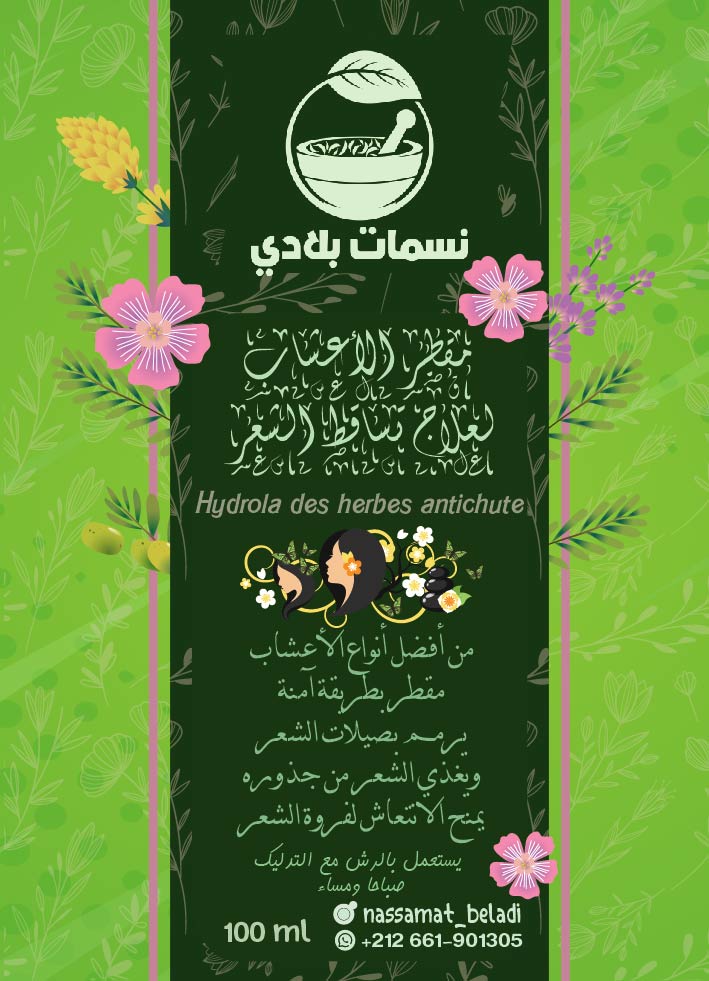 نسمات بلادي
مقطر الأعشاب
لعلاج تساقط الشعر
Hydrola des herbes antichute
من أفضل أنواع الأعشاب
مقطر بطريقة آمنة
يرمم بصيلات الشعر
ويغذي الشعر من جذوره
يمنح الانتعاش لفروة الشعر
يستعمل بالرش مع التدليك
صباحا ومساء
nassamat_beladi
100 ml
+212 661-901305